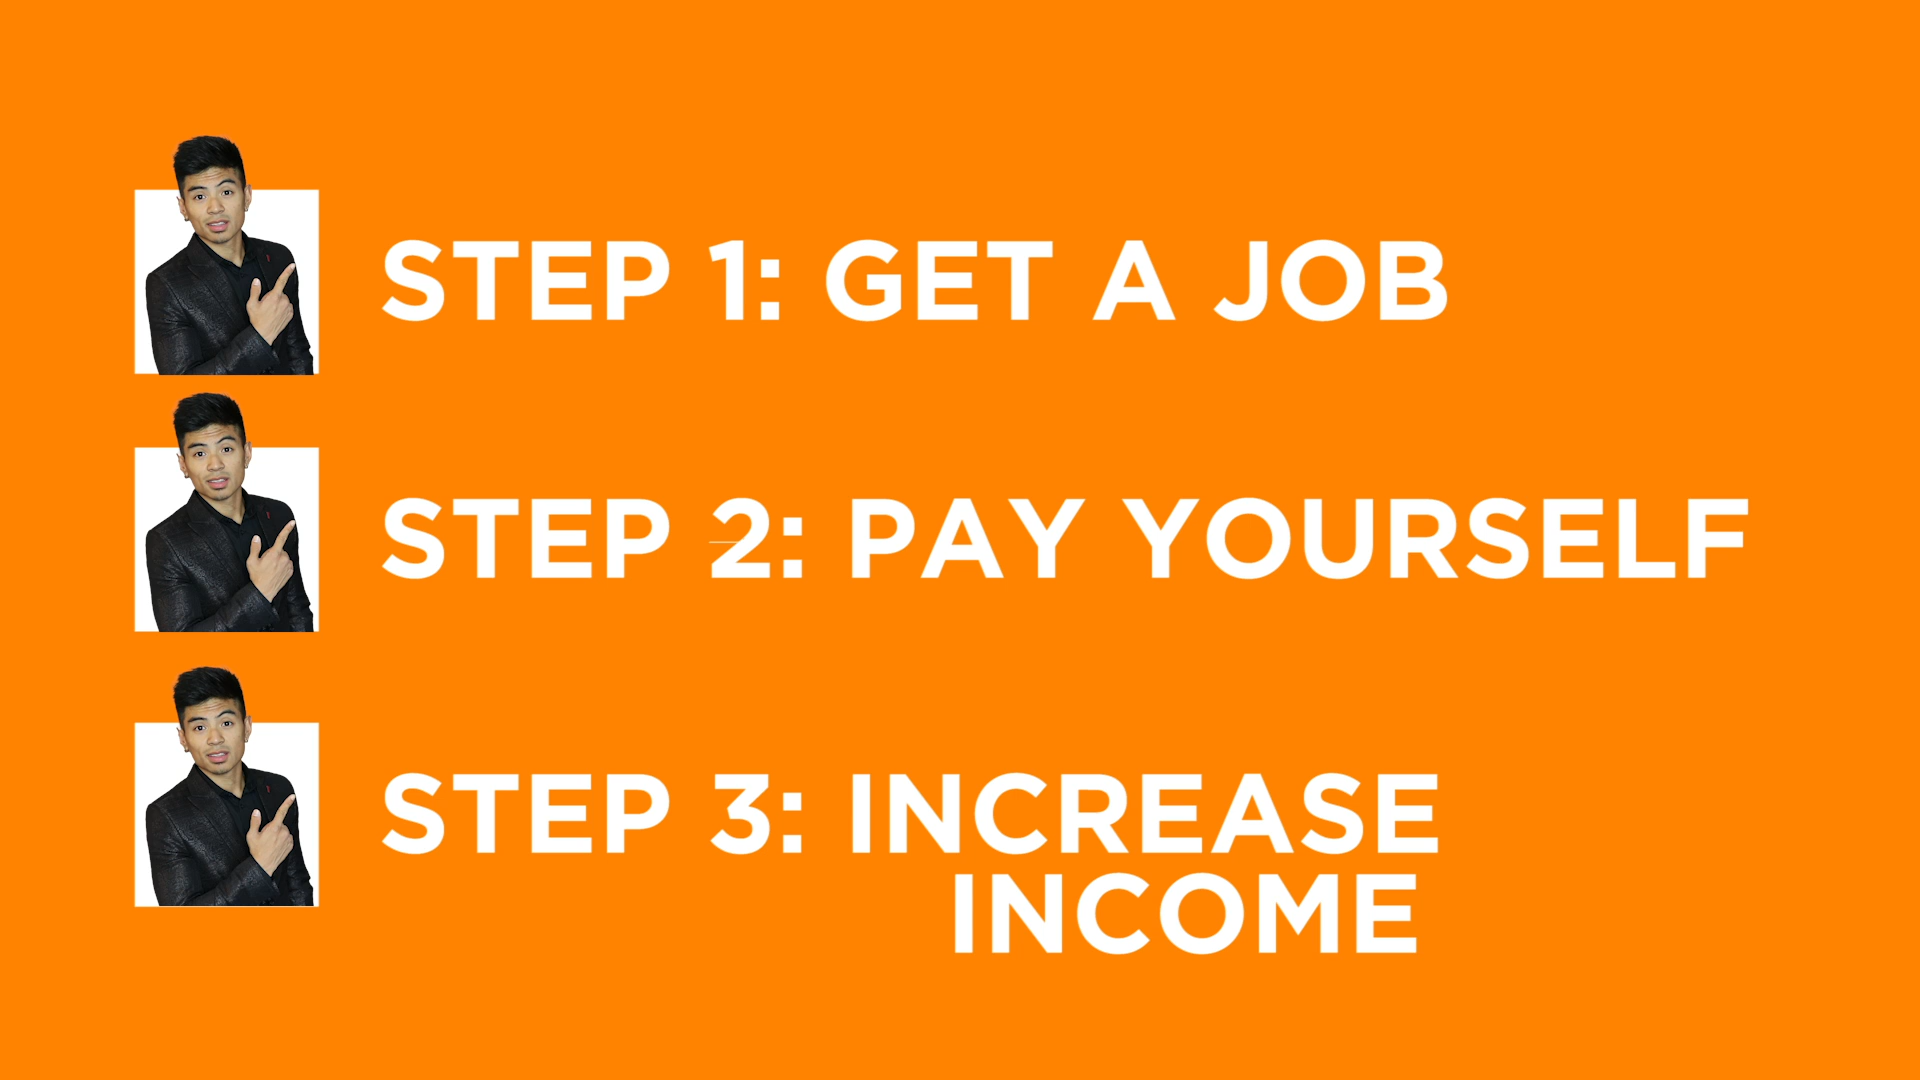 STEP 1: GET A JOB
STEP 2: PAY YOURSELF
STEP 3: INCREASE
INCOME